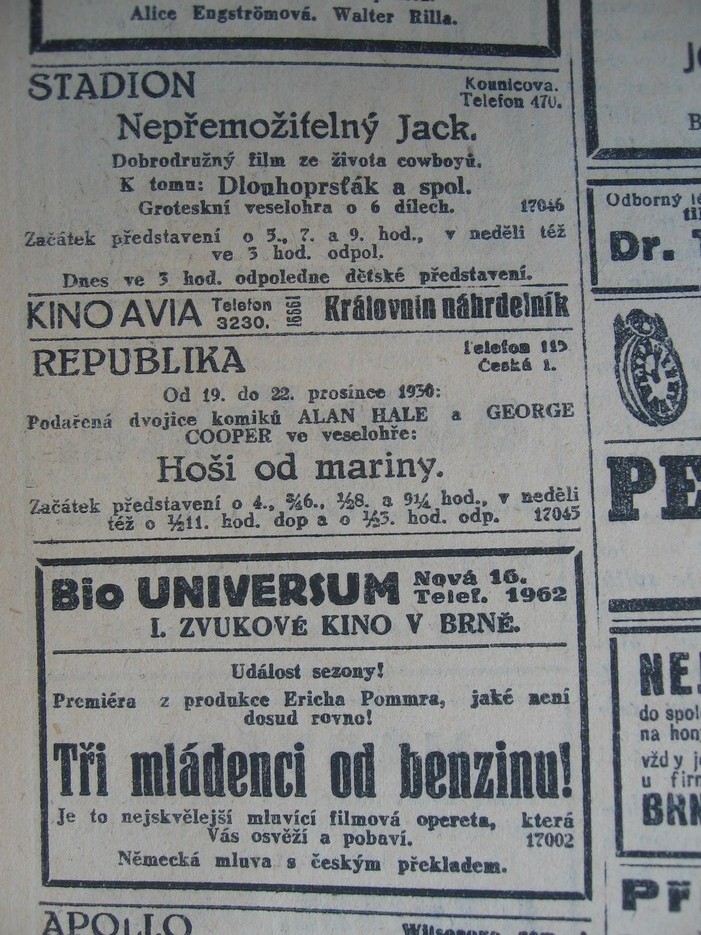 Alice Engströmová. Walter Rilla.
STADION
Kounicova.
Telefon 470.
Nepřemožitelný Jack.
Dobrodružný film ze života cowboyů.
K tomu: Dlouhoprsťák a spol.
Groteskní veselohra o 6 dílech. 17046
Začátek představení o 5., 7. a 9. hod., v neděli též
ve 3 hod. odpol.
Dnes ve 3 hod. odpoledne dětské představení.
KINO AVIA Telefon 3230. 16991 Královnin náhrdelník
REPUBLIKA
Telefon 115
Česká 1.
Od 19. do 22. prosince 1930:
Podařená dvojice komiků ALAN HALE a GEORGE
COOPER ve veselohře:
Hoši od mariny.
Začátek představení o 4., ¾6., ½8. a 9¼ hod., v neděli
též o ½11. hod. dop a o ½3. hod. odp. 17045
Bio UNIVERSUM
Nová 16.
Telef. 1962
I. ZVUKOVÉ KINO V BRNĚ.
Událost sezony!
Premiéra z produkce Ericha Pommra, jaké není
dosud rovno!
Tři mládenci od benzinu!
Je to nejskvělejší mluvící filmová opereta, která
Vás osvěží a pobaví. 17002
Německá mluva s českým překladem.
APOLLO
Odborný
Dr.
PE
NE
do spol
na hon
vždy j
u firm
BRN
Př